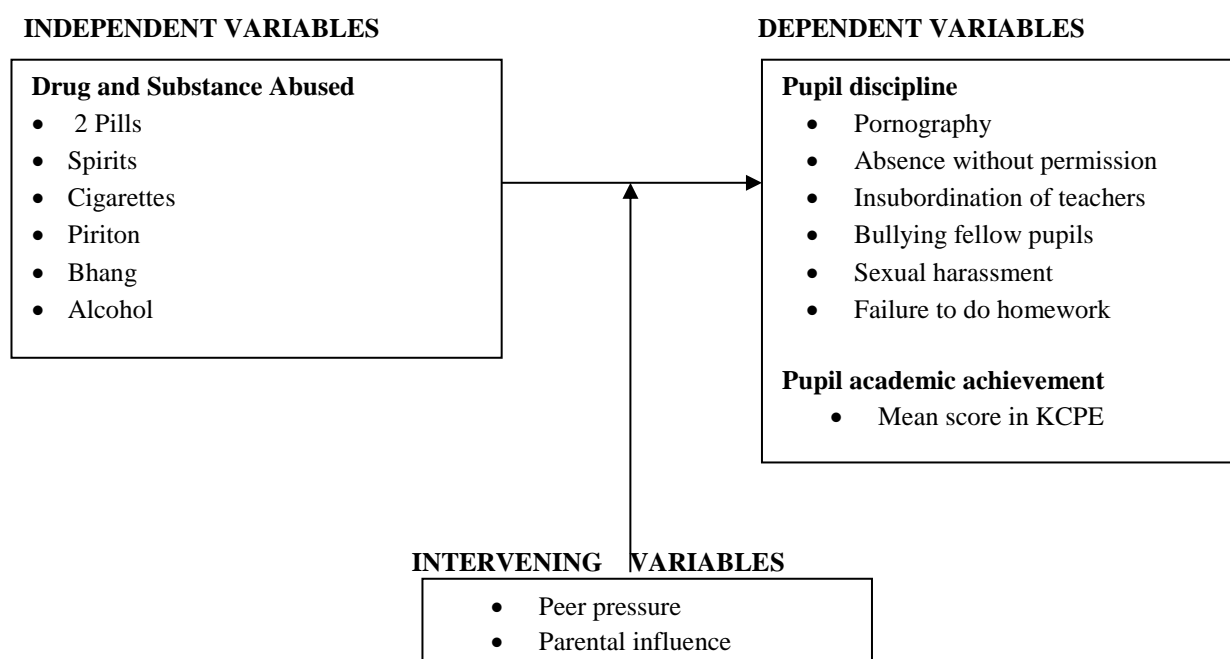 INDEPENDENT VARIABLES
Drug and Substance Abused
• 2 Pills
• Spirits
• Cigarettes
• Piriton
• Bhang
• Alcohol
DEPENDENT VARIABLES
Pupil discipline
• Pornography
• Absence without permission
• Insubordination of teachers
• Bullying fellow pupils
• Sexual harassment
• Failure to do homework
Pupil academic achievement
• Mean score in KCPE
INTERVENING VARIABLES
• Peer pressure
• Parental influence